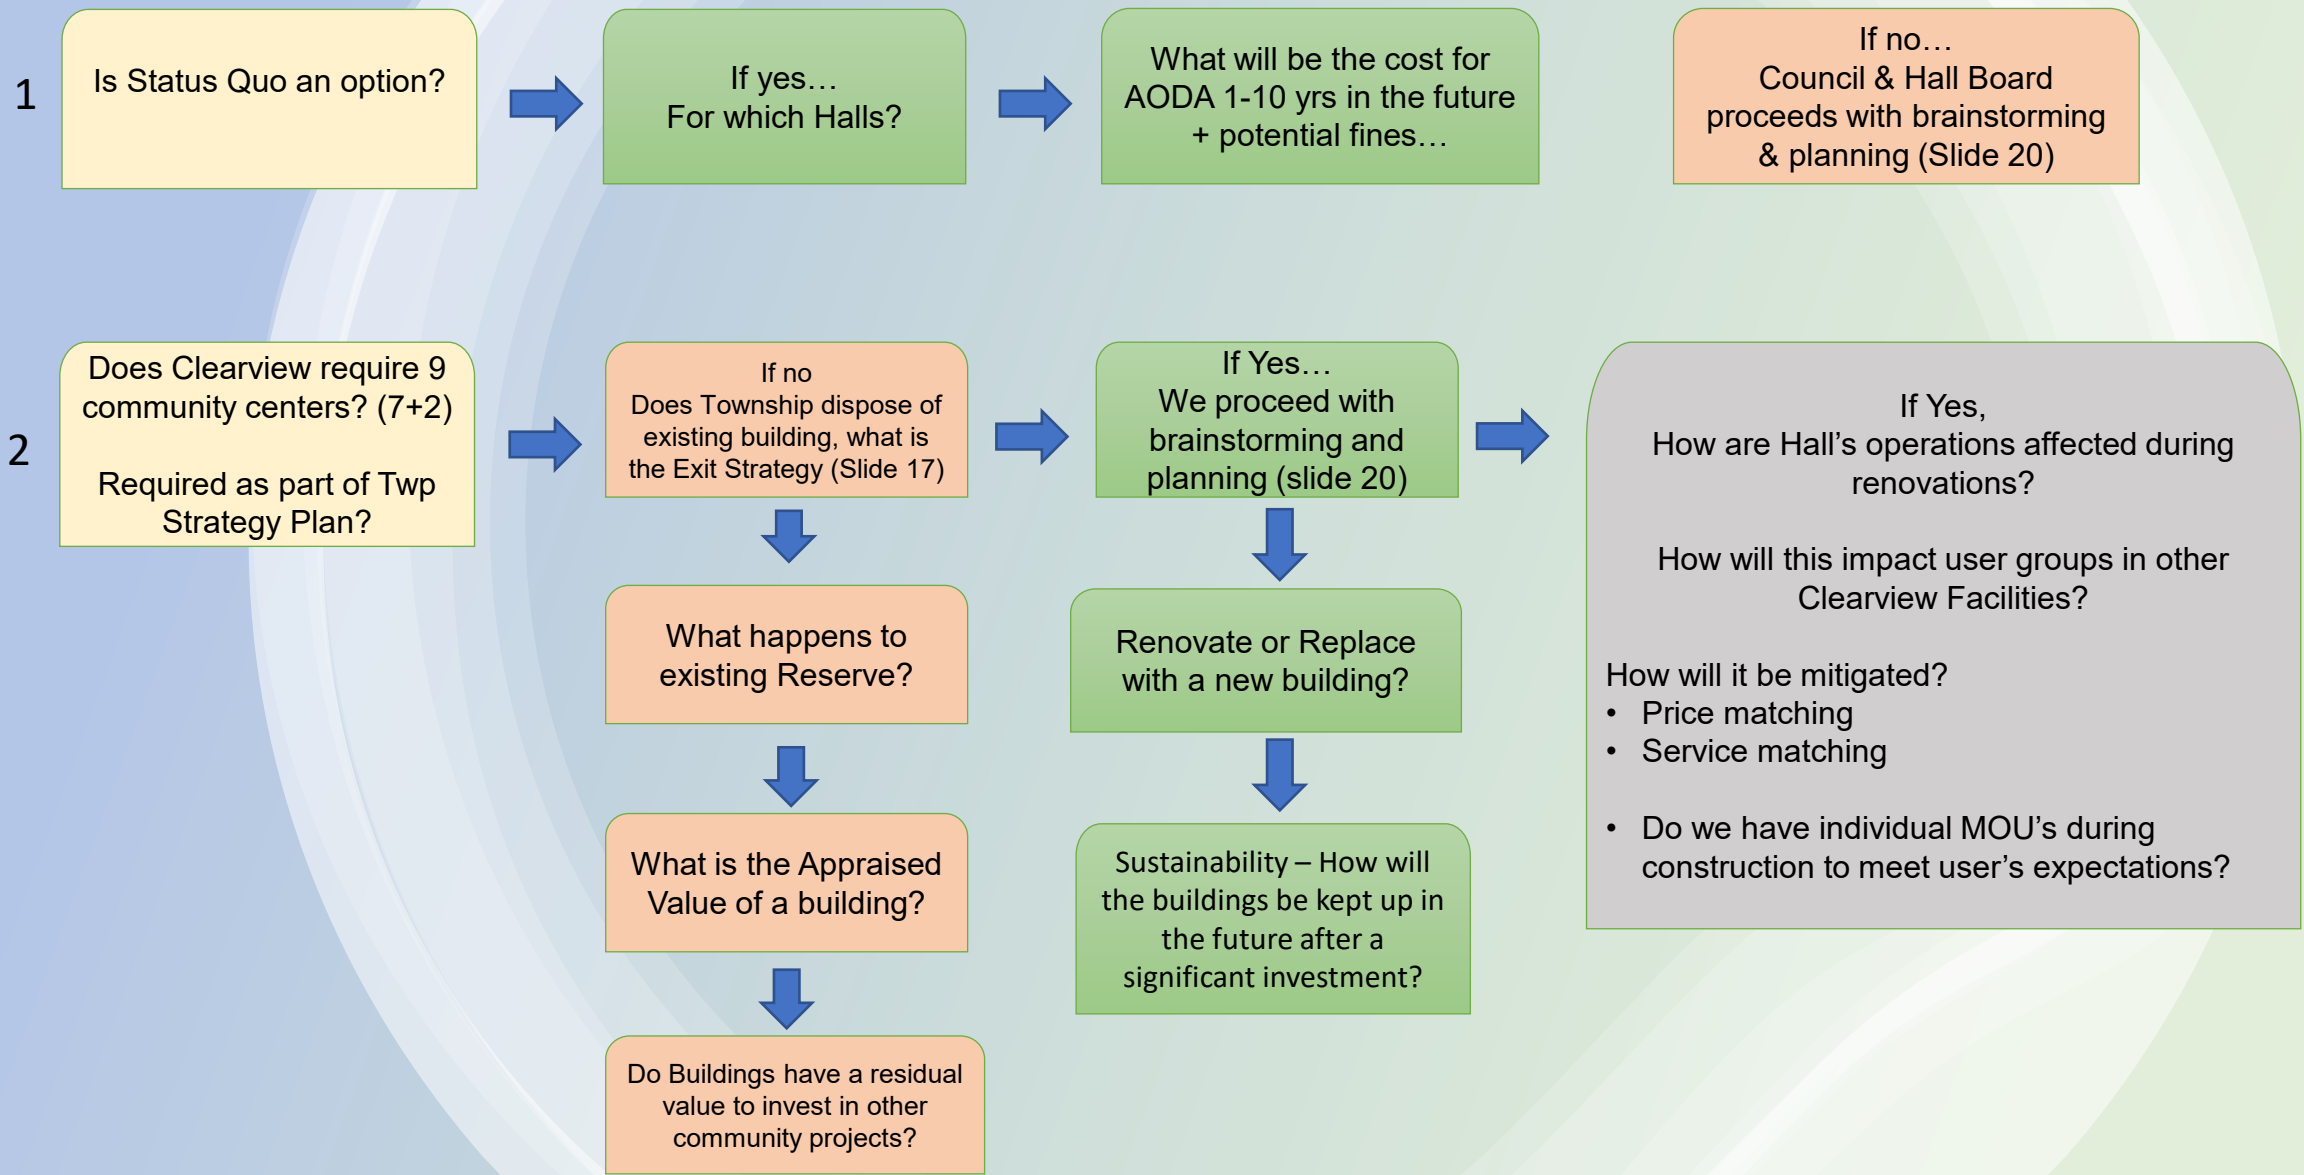 1
Is Status Quo an option?
If yes…
For which Halls?
What will be the cost for
AODA 1-10 yrs in the future
+ potential fines…
If no…
Council & Hall Board
proceeds with brainstorming
& planning (Slide 20)
2
Does Clearview require 9
community centers? (7+2)
Required as part of Twp
Strategy Plan?
If no
Does Township dispose of
existing building, what is
the Exit Strategy (Slide 17)
What happens to
existing Reserve?
What is the Appraised
Value of a building?
Do Buildings have a residual
value to invest in other
community projects?
If Yes…
We proceed with
brainstorming and
planning (slide 20)
Renovate or Replace
with a new building?
Sustainability – How will
the buildings be kept up in
the future after a
significant investment?
If Yes,
How are Hall’s operations affected during
renovations?
How will this impact user groups in other
Clearview Facilities?
How will it be mitigated?
• Price matching
• Service matching
• Do we have individual MOU’s during
construction to meet user’s expectations?